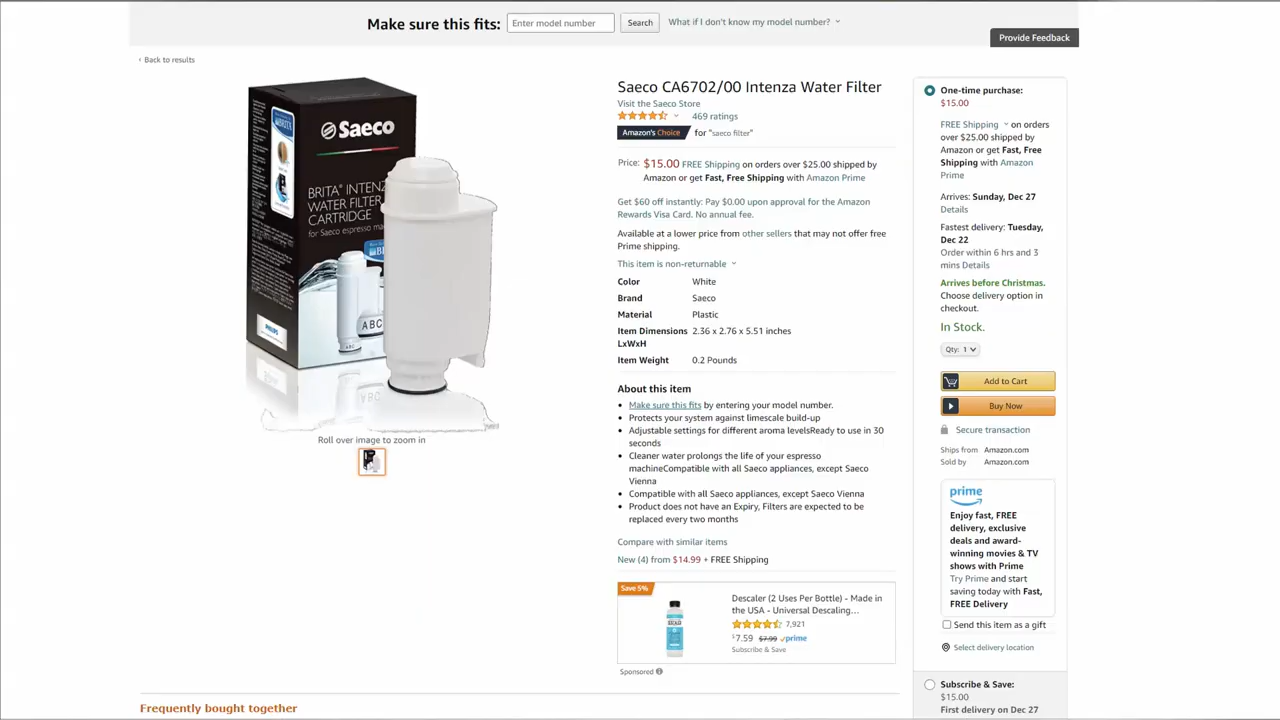 Make sure this fits:
Enter model number
Search
What if I don't know my model number?
Provide Feedback
‹ Back to results
Saeco
BRITA® INTENZ
WATER FILTER
CARTRIDGE
for Saeco espresso ma
BRITA
PHILIPS
ABC
ABC
Roll over image to zoom in
Saeco CA6702/00 Intenza Water Filter
Visit the Saeco Store
469 ratings
Amazon's Choice for "saeco filter"
Price: $15.00 FREE Shipping on orders over $25.00 shipped by
Amazon or get Fast, Free Shipping with Amazon Prime
Get $60 off instantly: Pay $0.00 upon approval for the Amazon
Rewards Visa Card. No annual fee.
Available at a lower price from other sellers that may not offer free
Prime shipping.
This item is non-returnable
Color White
Brand Saeco
Material Plastic
Item Dimensions 2.36 x 2.76 x 5.51 inches
LxWxH
Item Weight 0.2 Pounds
About this item
• Make sure this fits by entering your model number.
• Protects your system against limescale build-up
• Adjustable settings for different aroma levelsReady to use in 30
seconds
• Cleaner water prolongs the life of your espresso
machineCompatible with all Saeco appliances, except Saeco
Vienna
• Compatible with all Saeco appliances, except Saeco Vienna
• Product does not have an Expiry, Filters are expected to be
replaced every two months
Compare with similar items
New (4) from $14.99 + FREE Shipping
Save 5%
Descaler (2 Uses Per Bottle) - Made in
the USA - Universal Descaling...
7,921
$7.59 $7.99 prime
Subscribe & Save
Sponsored
One-time purchase:
$15.00
FREE Shipping on orders
over $25.00 shipped by
Amazon or get Fast, Free
Shipping with Amazon
Prime
Arrives: Sunday, Dec 27
Details
Fastest delivery: Tuesday,
Dec 22
Order within 6 hrs and 3
mins Details
Arrives before Christmas.
Choose delivery option in
checkout.
In Stock.
Qty: 1
Add to Cart
Buy Now
Secure transaction
Ships from Amazon.com
Sold by Amazon.com
prime
Enjoy fast, FREE
delivery, exclusive
deals and award-
winning movies & TV
shows with Prime
Try Prime and start
saving today with Fast,
FREE Delivery
Send this item as a gift
Select delivery location
Subscribe & Save:
$15.00
First delivery on Dec 27
Frequently bought together